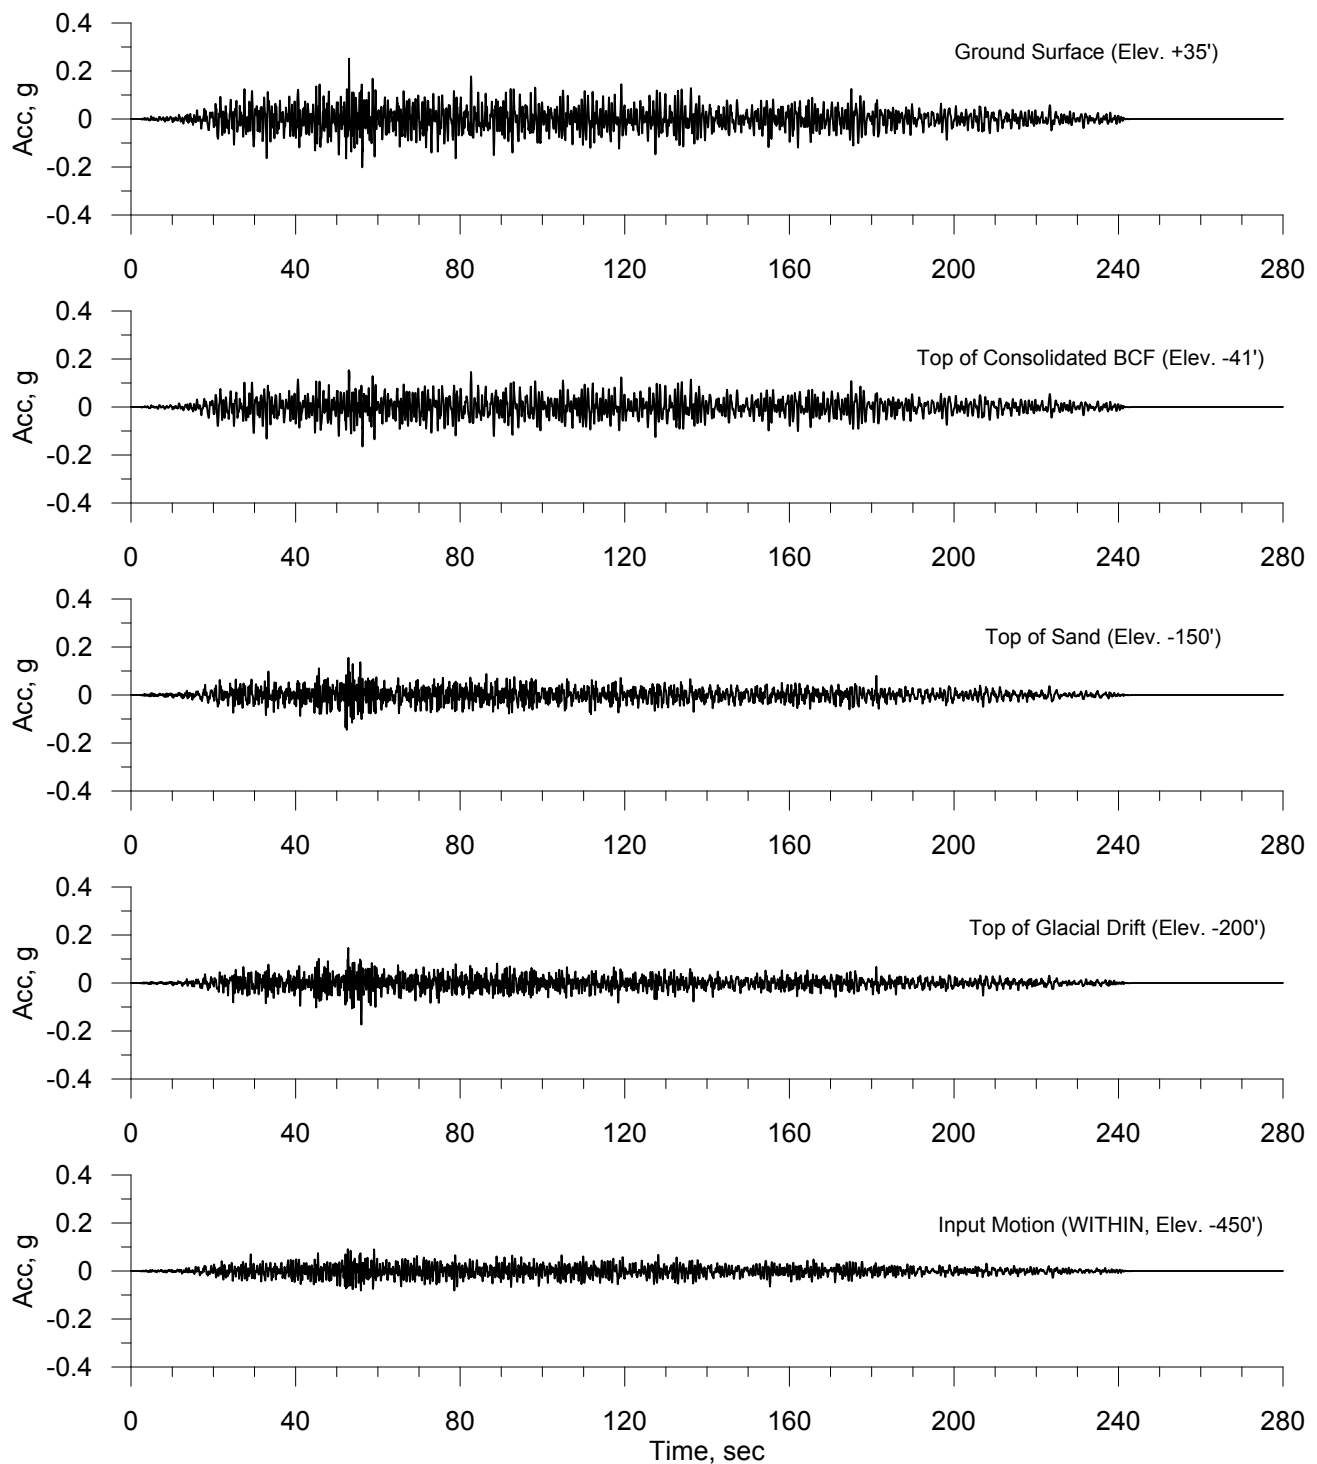 0.4
Ground Surface (Elev. +35')
0.2
Acc, g
0
-0.2
-0.4
0 40 80 120 160 200 240 280
0.4
Top of Consolidated BCF (Elev. -41')
0.2
Acc, g
0
-0.2
-0.4
0 40 80 120 160 200 240 280
0.4
Top of Sand (Elev. -150')
0.2
Acc, g
0
-0.2
-0.4
0 40 80 120 160 200 240 280
0.4
Top of Glacial Drift (Elev. -200')
0.2
Acc, g
0
-0.2
-0.4
0 40 80 120 160 200 240 280
0.4
Input Motion (WITHIN, Elev. -450')
0.2
Acc, g
0
-0.2
-0.4
0 40 80 120 160 200 240 280
Time, sec